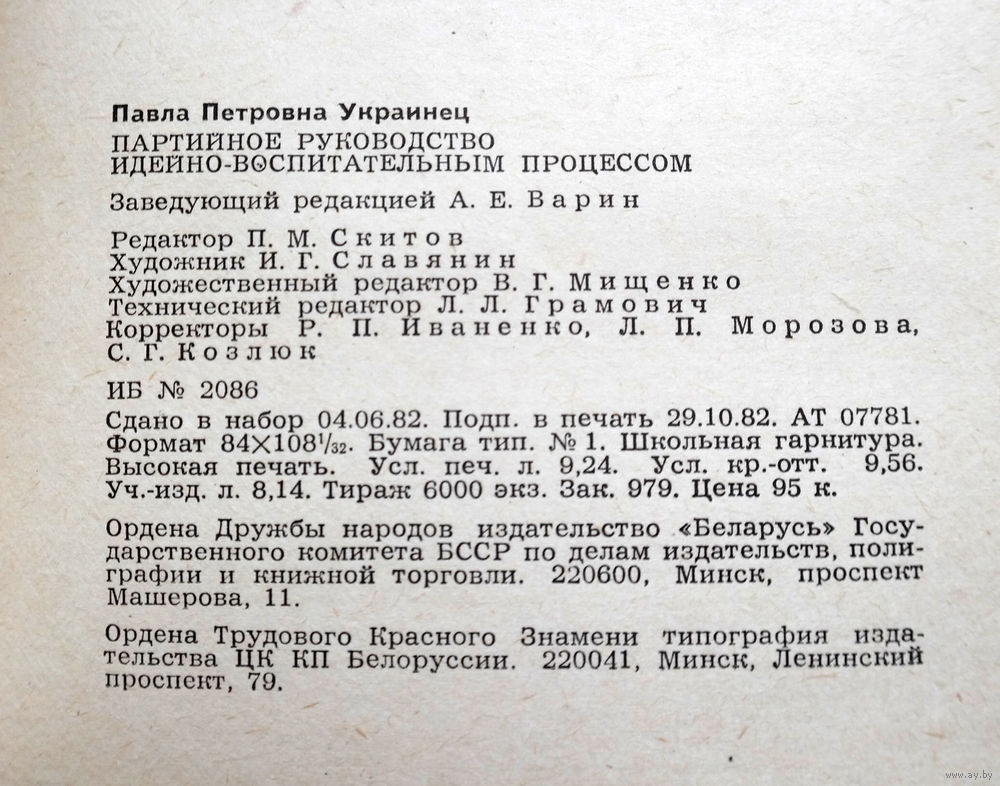 Павла Петровна Украинец
ПАРТИЙНОЕ РУКОВОДСТВО
ИДЕЙНО-ВОСПИТАТЕЛЬНЫМ ПРОЦЕССОМ
Заведующий редакцией А. Е. Варин
Редактор П. М. Скитов
Художник И. Г. Славянин
Художественный редактор В. Г. Мищенко
Технический редактор Л. Л. Грамович
Корректоры Р. П. Иваненко, Л. П. Морозова,
С. Г. Козлюк
ИБ № 2086
Сдано в набор 04.06.82. Подп. в печать 29.10.82. АТ 07781.
Формат 84×108¹/₃₂. Бумага тип. № 1. Школьная гарнитура.
Высокая печать. Усл. печ. л. 9,24. Усл. кр.-отт. 9,56.
Уч.-изд. л. 8,14. Тираж 6000 экз. Зак. 979. Цена 95 к.
Ордена Дружбы народов издательство «Беларусь» Госу-
дарственного комитета БССР по делам издательств, поли-
графии и книжной торговли. 220600, Минск, проспект
Машерова, 11.
Ордена Трудового Красного Знамени типография изда-
тельства ЦК КП Белоруссии. 220041, Минск, Ленинский
проспект, 79.
www.ay.by